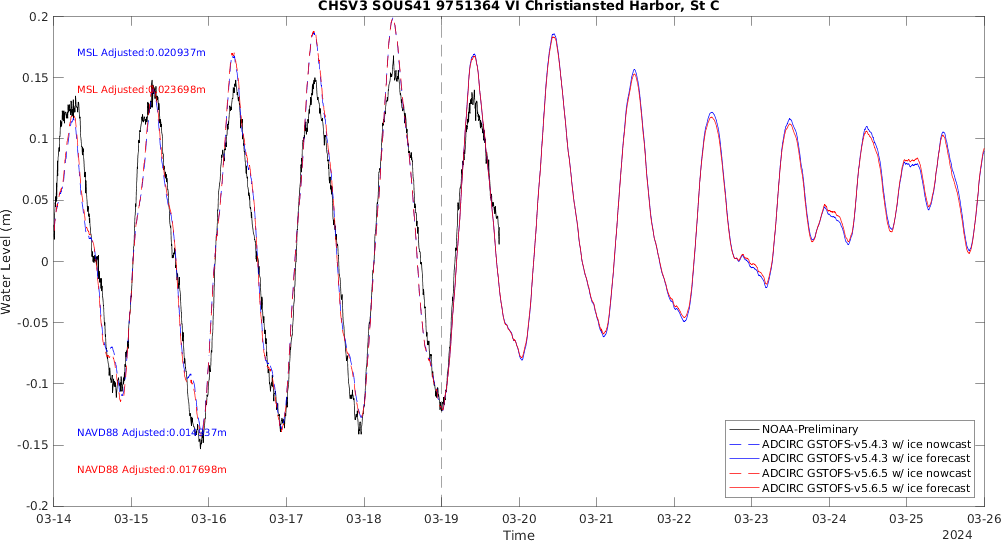 CHSV3 SOUS41 9751364 VI Christiansted Harbor, St C
0.2
0.15
0.1
0.05
0
-0.05
-0.1
-0.15
-0.2
Water Level (m)
MSL Adjusted:0.020937m
MSL Adjusted:0.023698m
NAVD88 Adjusted:0.014937m
NAVD88 Adjusted:0.017698m
NOAA-Preliminary
ADCIRC GSTOFS-v5.4.3 w/ ice nowcast
ADCIRC GSTOFS-v5.4.3 w/ ice forecast
ADCIRC GSTOFS-v5.6.5 w/ ice nowcast
ADCIRC GSTOFS-v5.6.5 w/ ice forecast
03-14 03-15 03-16 03-17 03-18 03-19 03-20 03-21 03-22 03-23 03-24 03-25 03-26
Time
2024